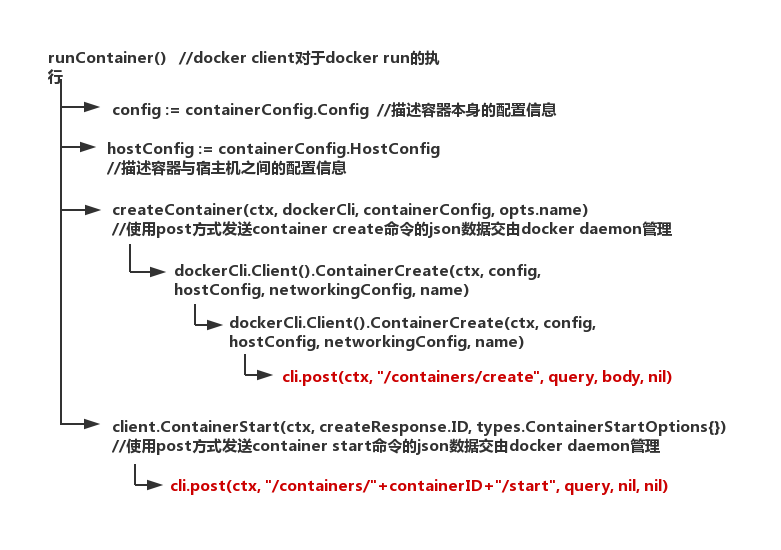 runContainer()   //docker client对于docker run的执
行
config := containerConfig.Config  //描述容器本身的配置信息
hostConfig := containerConfig.HostConfig
//描述容器与宿主机之间的配置信息
createContainer(ctx, dockerCli, containerConfig, opts.name)
//使用post方式发送container create命令的json数据交由docker daemon管理
dockerCli.Client().ContainerCreate(ctx, config,
hostConfig, networkingConfig, name)
dockerCli.Client().ContainerCreate(ctx, config,
hostConfig, networkingConfig, name)
cli.post(ctx, "/containers/create", query, body, nil)
client.ContainerStart(ctx, createResponse.ID, types.ContainerStartOptions{})
//使用post方式发送container start命令的json数据交由docker daemon管理
cli.post(ctx, "/containers/"+containerID+"/start", query, nil, nil)